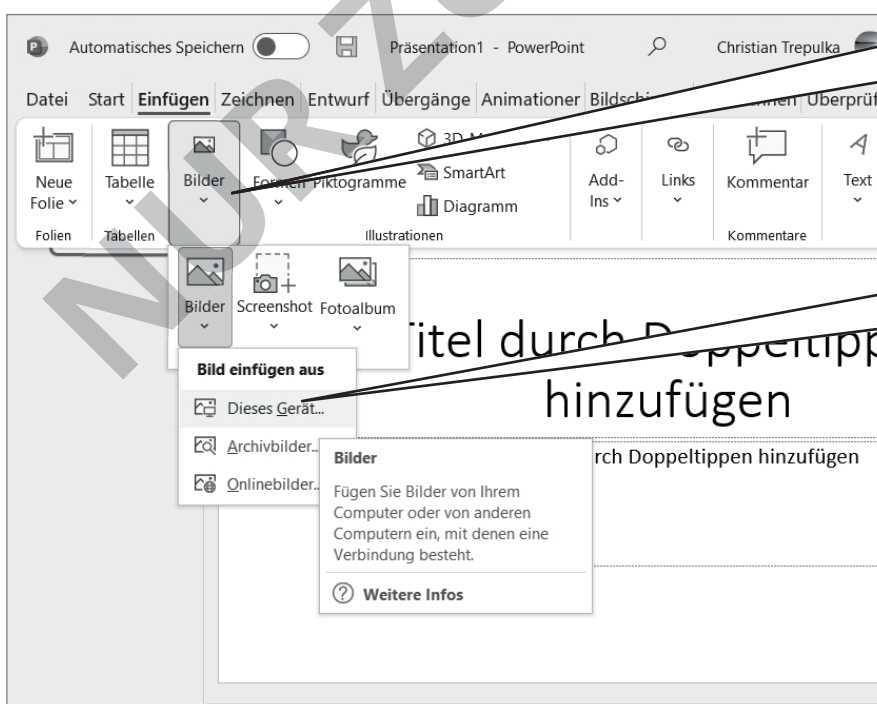 Automatisches Speichern
Präsentation1 - PowerPoint
Christian Trepulka
Datei Start Einfügen Zeichnen Entwurf Übergänge Animationer
Überprüf
Neue Folie
Tabelle
Bilder
Formen
Piktogramme
SmartArt
Diagramm
Add-Ins
Links
Kommentar
Text
Folien
Tabellen
Illustrationen
Kommentare
Bilder
Screenshot
Fotoalbum
Bild einfügen aus
Dieses Gerät...
Archivbilder...
Onlinebilder...
itel durch Doppeltipp
hinzufügen
rch Doppeltippen hinzufügen
Bilder
Fügen Sie Bilder von Ihrem
Computer oder von anderen
Computern ein, mit denen eine
Verbindung besteht.
Weitere Infos
NUR